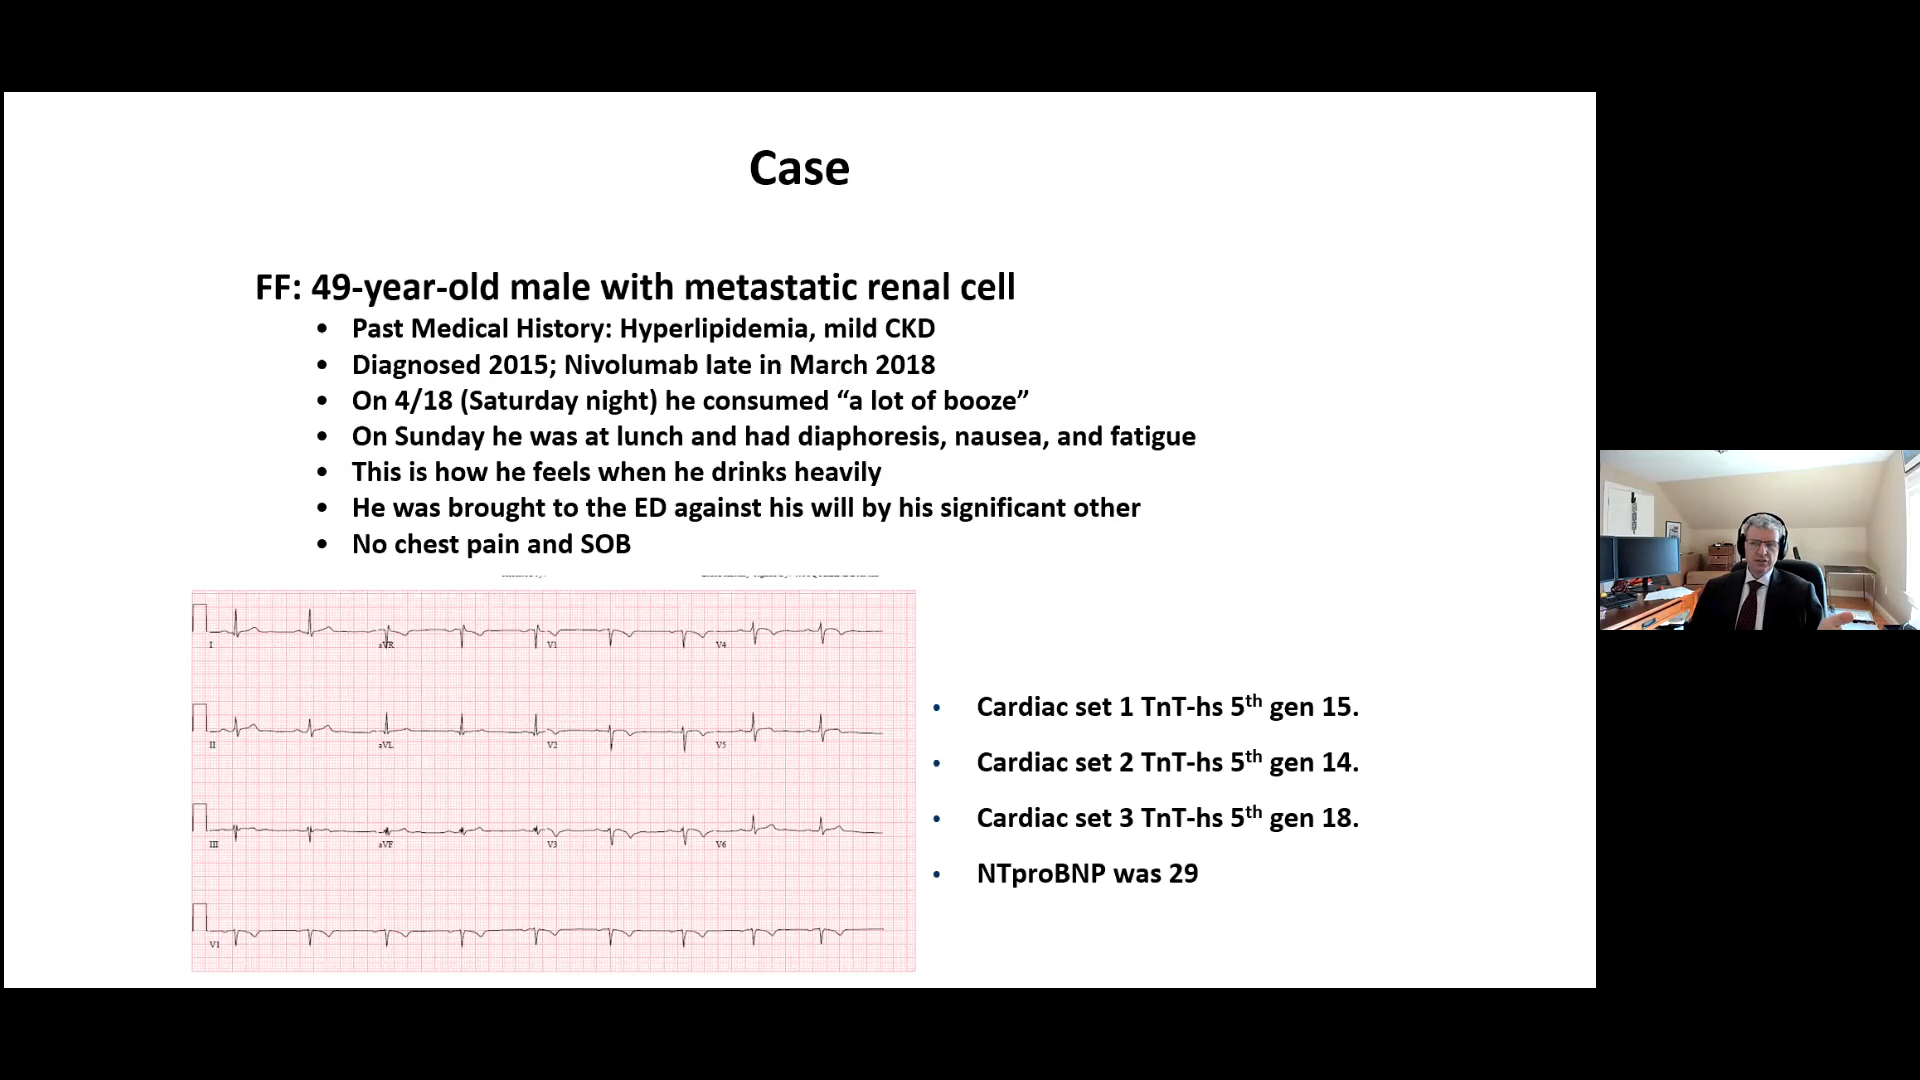 Case
FF: 49-year-old male with metastatic renal cell
• Past Medical History: Hyperlipidemia, mild CKD
• Diagnosed 2015; Nivolumab late in March 2018
• On 4/18 (Saturday night) he consumed “a lot of booze”
• On Sunday he was at lunch and had diaphoresis, nausea, and fatigue
• This is how he feels when he drinks heavily
• He was brought to the ED against his will by his significant other
• No chest pain and SOB
I aVR V1 V4
II aVL V2 V5
III aVF V3 V6
V1
• Cardiac set 1 TnT-hs 5th gen 15.
• Cardiac set 2 TnT-hs 5th gen 14.
• Cardiac set 3 TnT-hs 5th gen 18.
• NTproBNP was 29